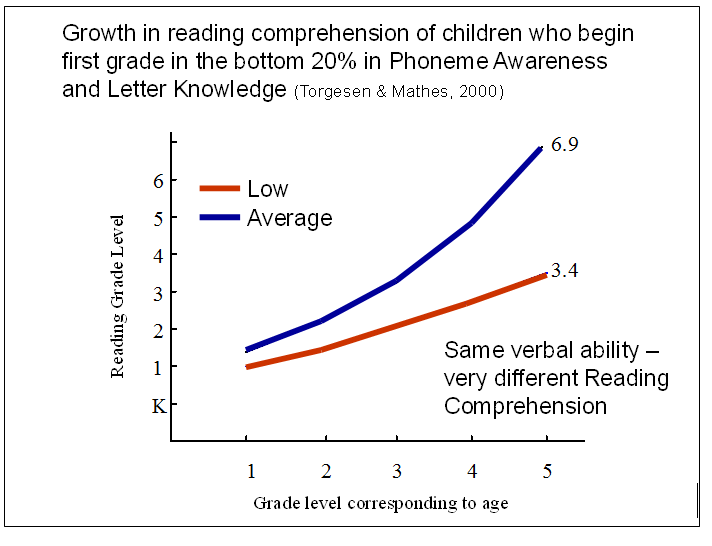 Growth in reading comprehension of children who begin
first grade in the bottom 20% in Phoneme Awareness
and Letter Knowledge (Torgesen & Mathes, 2000)
6.9
Low
Average
6
5
4
3
2
1
K
Reading Grade Level
3.4
Same verbal ability –
very different Reading
Comprehension
1 2 3 4 5
Grade level corresponding to age